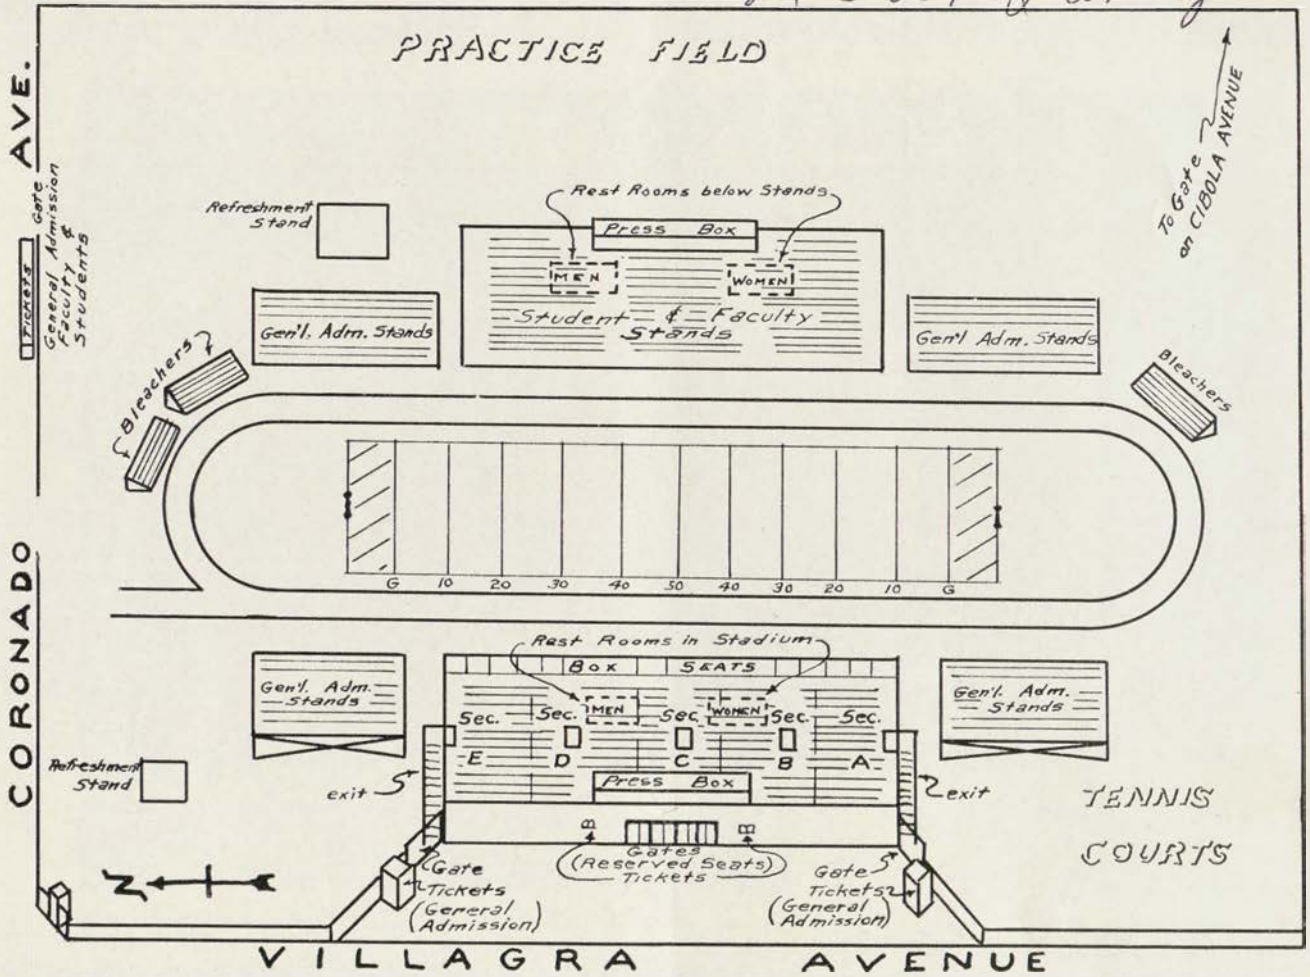 PRACTICE FIELD
To Gate
on CIBOLA AVENUE
CORONADO AVE.
TICKETS
Gate
General Admission
Faculty &
Students
Refreshment
Stand
Rest Rooms below Stands
Press Box
MEN
WOMEN
Student & Faculty
Stands
Gen'l. Adm. Stands
Gen'l Adm. Stands
Bleachers
Bleachers
G 10 20 30 40 50 40 30 20 10 G
Rest Rooms in Stadium
BOX SEATS
Gen'l. Adm.
Stands
Gen'l. Adm.
Stands
MEN
WOMEN
Sec. Sec. Sec. Sec. Sec.
E D C B A
Press Box
Refreshment
Stand
exit
exit
TENNIS
COURTS
Gates
(Reserved Seats)
Tickets
Gate
Tickets
(General
Admission)
Gate
Tickets
(General
Admission)
N
VILLAGRA AVENUE